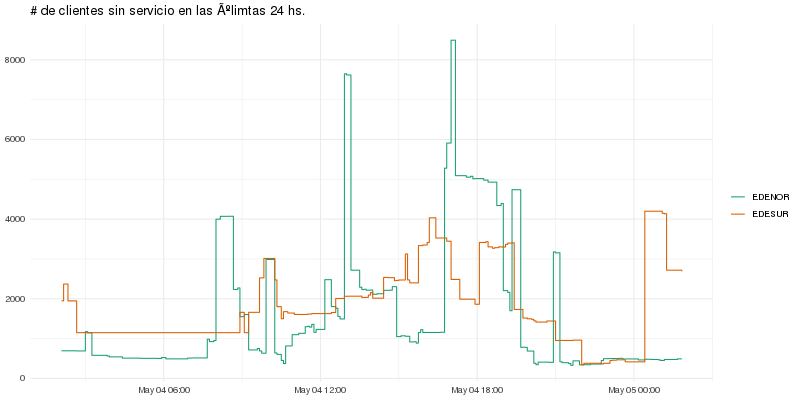 # de clientes sin servicio en las Ãºlimtas 24 hs.
8000
6000
4000
2000
0
May 04 06:00
May 04 12:00
May 04 18:00
May 05 00:00
EDENOR
EDESUR